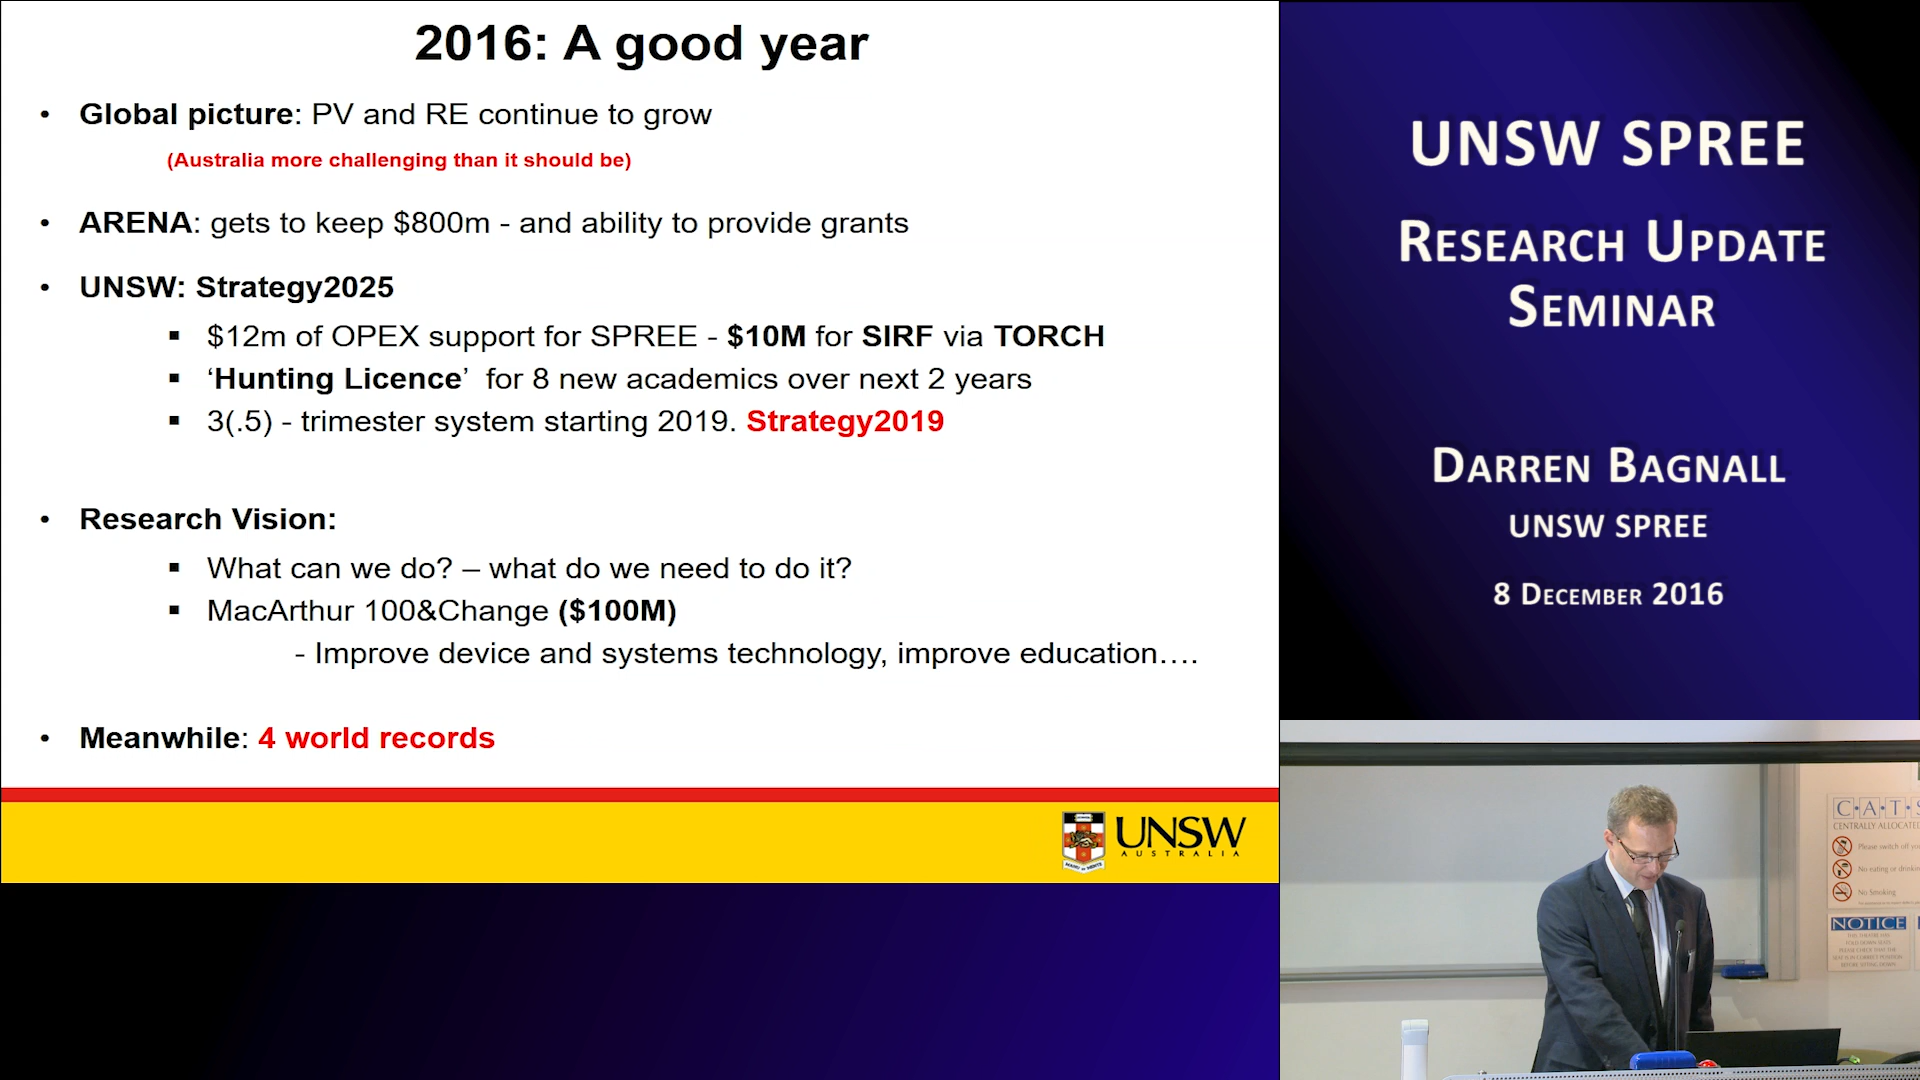 2016: A good year
• Global picture: PV and RE continue to grow
(Australia more challenging than it should be)
• ARENA: gets to keep $800m - and ability to provide grants
• UNSW: Strategy2025
▪ $12m of OPEX support for SPREE - $10M for SIRF via TORCH
▪ ‘Hunting Licence’ for 8 new academics over next 2 years
▪ 3(.5) - trimester system starting 2019. Strategy2019
• Research Vision:
▪ What can we do? – what do we need to do it?
▪ MacArthur 100&Change ($100M)
- Improve device and systems technology, improve education….
• Meanwhile: 4 world records
UNSW
AUSTRALIA
UNSW SPREE
RESEARCH UPDATE
SEMINAR
DARREN BAGNALL
UNSW SPREE
8 DECEMBER 2016
C•A•T•S
CENTRALLY ALLOCATED
Please switch off
No eating or
No Smoking
NOTICE